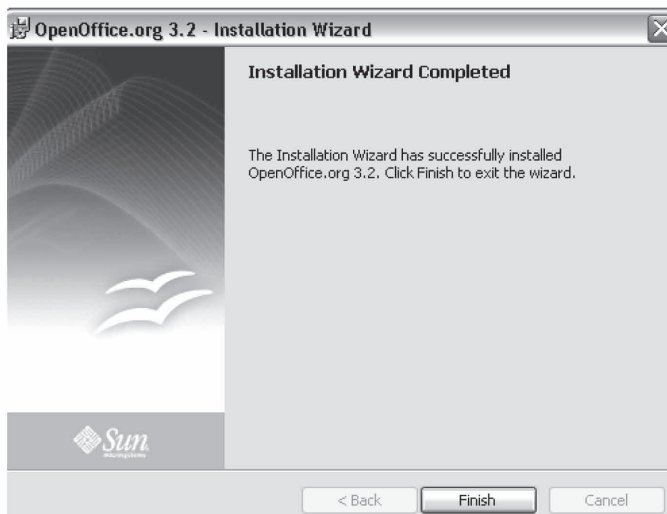 OpenOffice.org 3.2 - Installation Wizard
Installation Wizard Completed
The Installation Wizard has successfully installed
OpenOffice.org 3.2. Click Finish to exit the wizard.
Sun
microsystems
< Back
Finish
Cancel